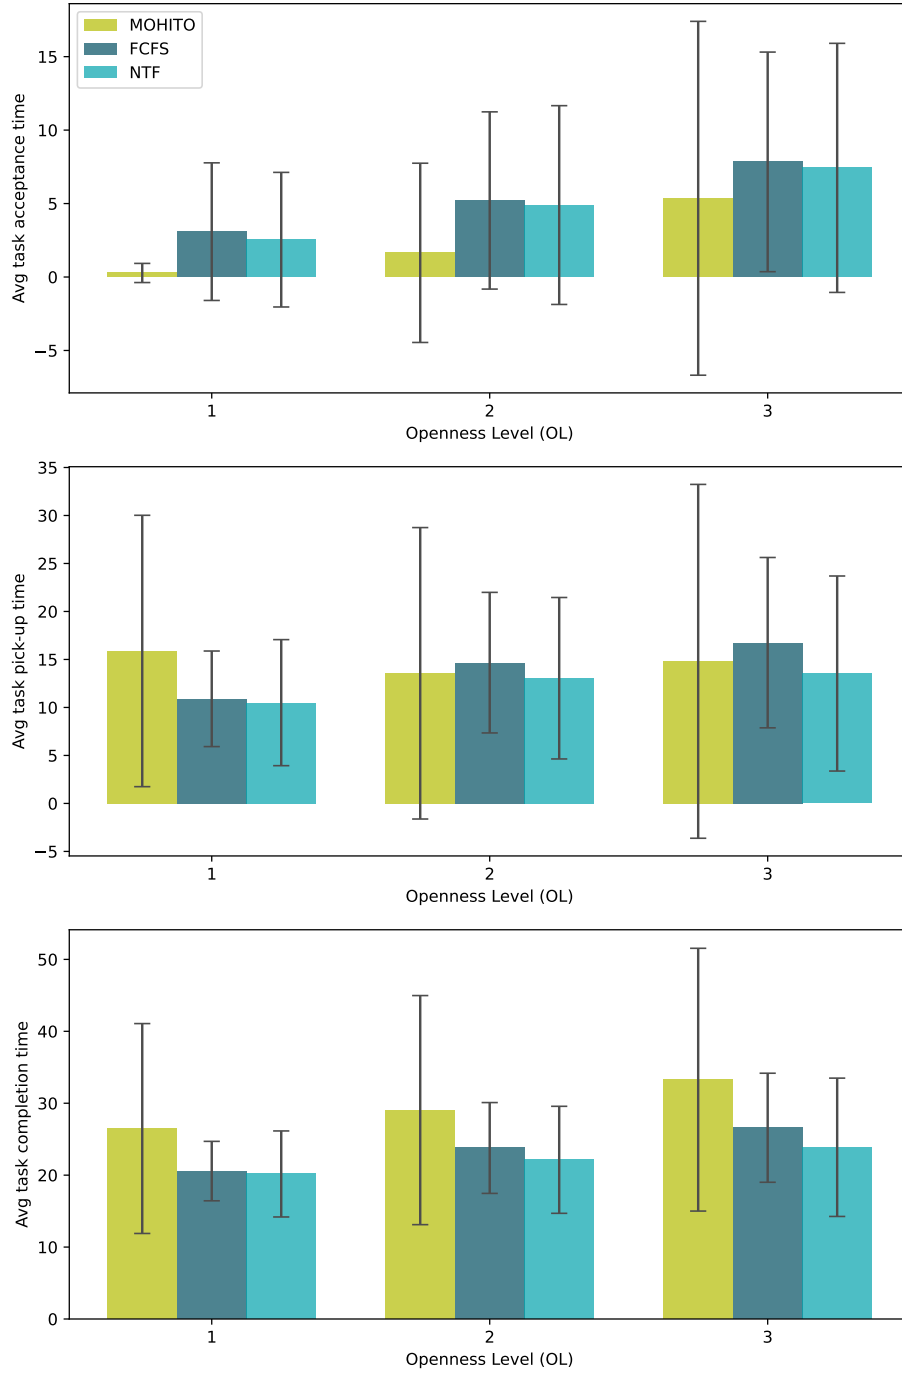 MOHITO
FCFS
NTF
15
10
5
0
−5
Avg task acceptance time
1 2 3
Openness Level (OL)
35
30
25
20
15
10
5
0
−5
Avg task pick-up time
1 2 3
Openness Level (OL)
50
40
30
20
10
0
Avg task completion time
1 2 3
Openness Level (OL)